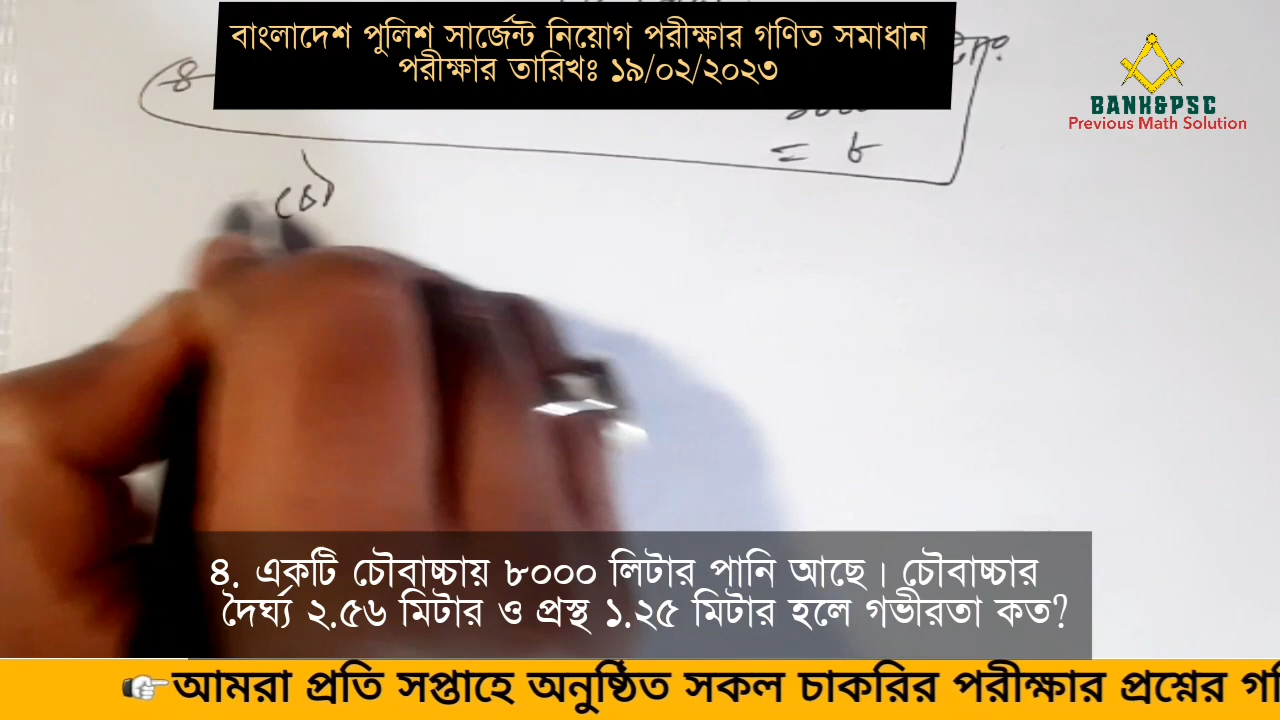 বাংলাদেশ পুলিশ সার্জেন্ট নিয়োগ পরীক্ষার গণিত সমাধান
পরীক্ষার তারিখঃ ১৯/০২/২০২৩
BANK&PSC
Previous Math Solution
= ৮
৪. একটি চৌবাচ্চায় ৮০০০ লিটার পানি আছে। চৌবাচ্চার
দৈর্ঘ্য ২.৫৬ মিটার ও প্রস্থ ১.২৫ মিটার হলে গভীরতা কত?
আমরা প্রতি সপ্তাহে অনুষ্ঠিত সকল চাকরির পরীক্ষার প্রশ্নের